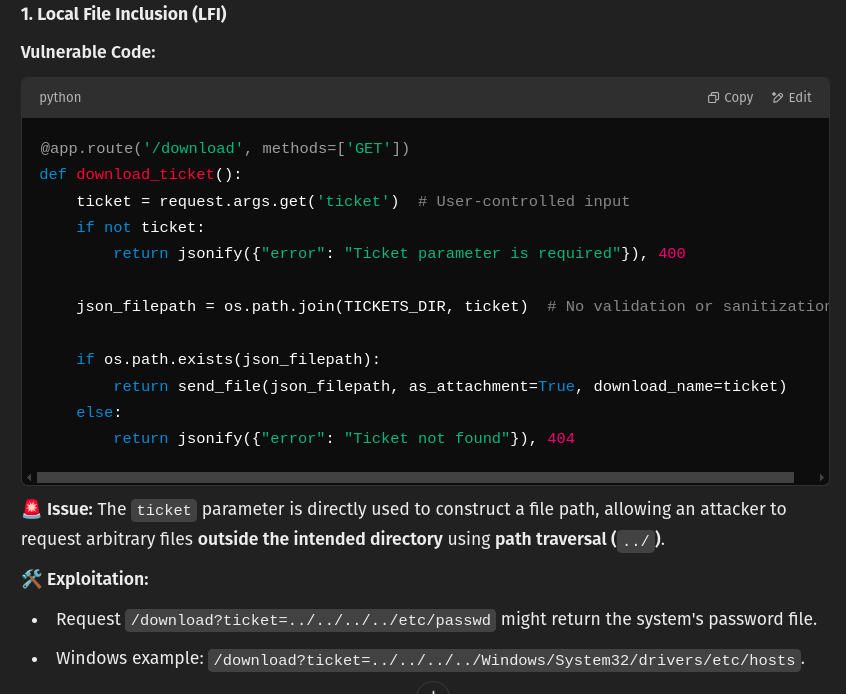 1. Local File Inclusion (LFI)
Vulnerable Code:
python Copy Edit
@app.route('/download', methods=['GET'])
def download_ticket():
    ticket = request.args.get('ticket')  # User-controlled input
    if not ticket:
        return jsonify({"error": "Ticket parameter is required"}), 400
    json_filepath = os.path.join(TICKETS_DIR, ticket)  # No validation or sanitization
    if os.path.exists(json_filepath):
        return send_file(json_filepath, as_attachment=True, download_name=ticket)
    else:
        return jsonify({"error": "Ticket not found"}), 404
🚨 Issue: The ticket parameter is directly used to construct a file path, allowing an attacker to
request arbitrary files outside the intended directory using path traversal (../).
🛠️ Exploitation:
• Request /download?ticket=../../../../etc/passwd might return the system's password file.
• Windows example: /download?ticket=../../../../Windows/System32/drivers/etc/hosts.